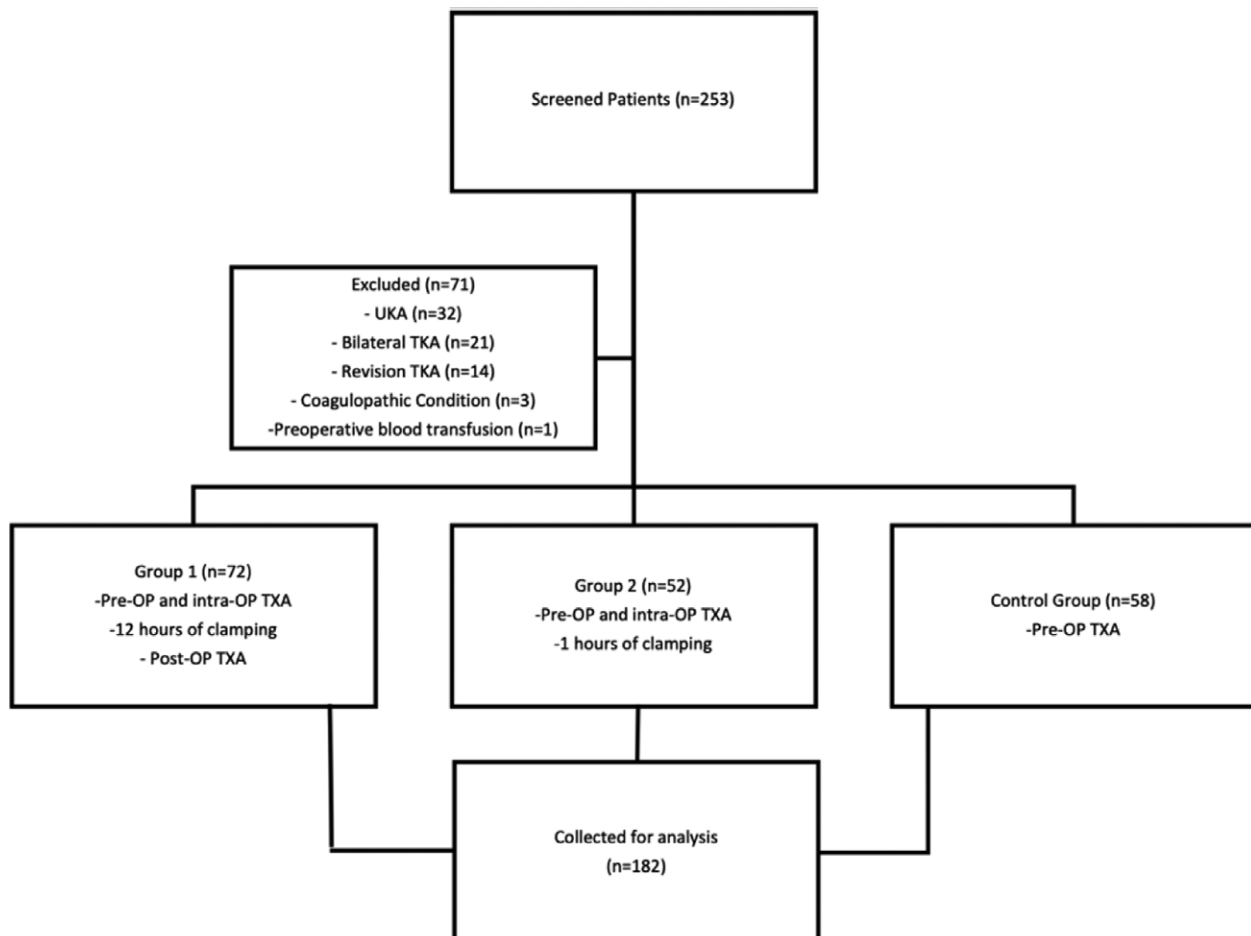 Screened Patients (n=253)
Excluded (n=71)
- UKA (n=32)
- Bilateral TKA (n=21)
- Revision TKA (n=14)
- Coagulopathic Condition (n=3)
-Preoperative blood transfusion (n=1)
Group 1 (n=72)
-Pre-OP and intra-OP TXA
-12 hours of clamping
- Post-OP TXA
Group 2 (n=52)
-Pre-OP and intra-OP TXA
-1 hours of clamping
Control Group (n=58)
-Pre-OP TXA
Collected for analysis
(n=182)